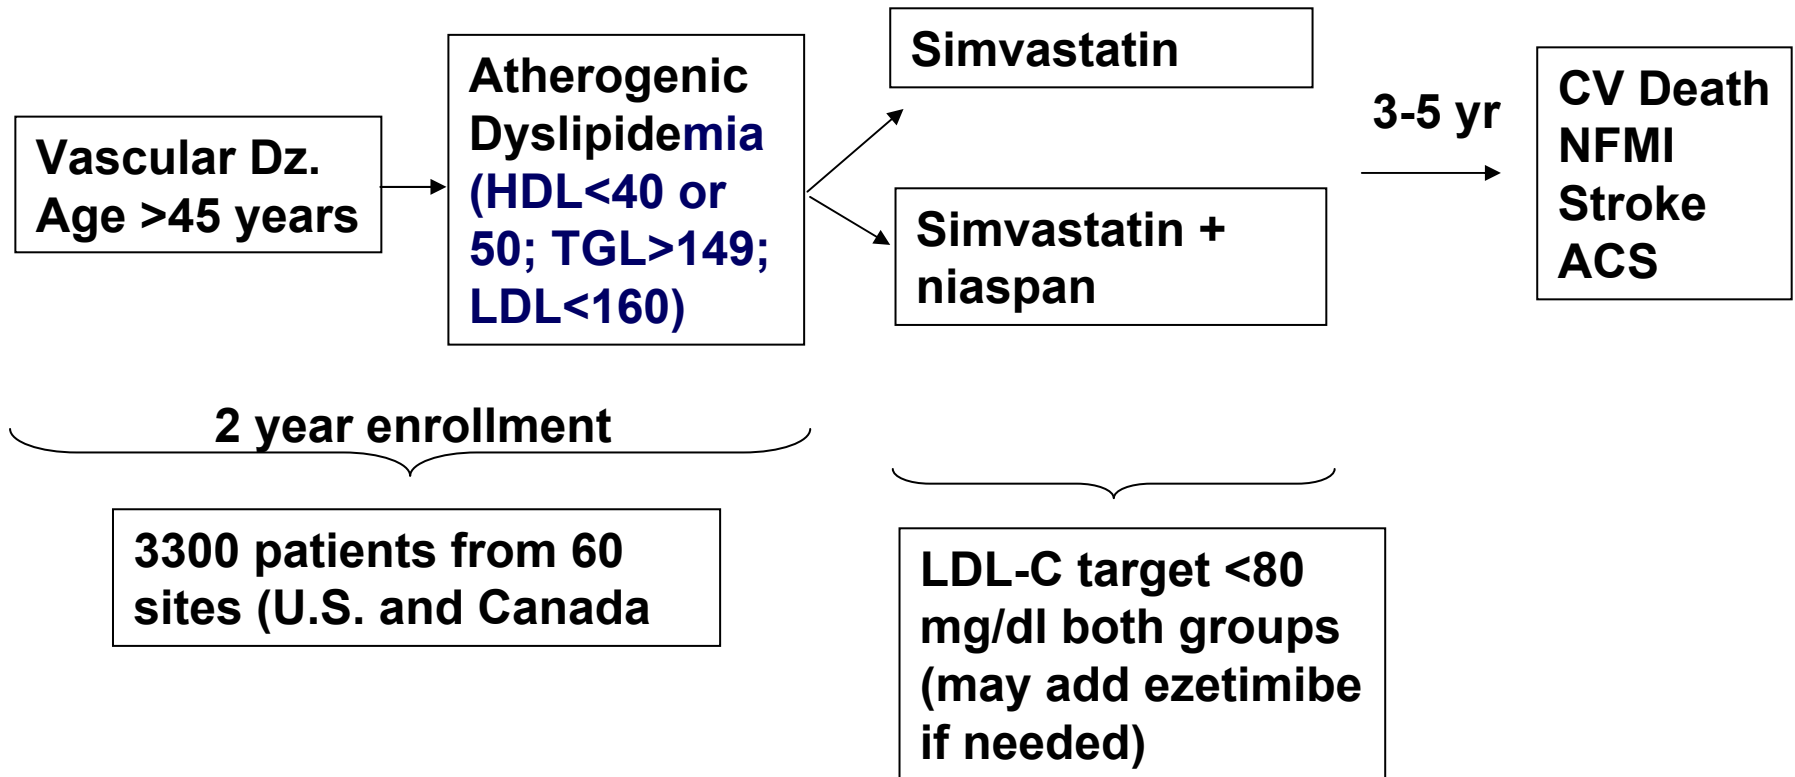 Vascular Dz.
Age >45 years
Atherogenic
Dyslipidemia
(HDL<40 or
50; TGL>149;
LDL<160)
Simvastatin
Simvastatin +
niaspan
3-5 yr
CV Death
NFMI
Stroke
ACS
2 year enrollment
3300 patients from 60
sites (U.S. and Canada
LDL-C target <80
mg/dl both groups
(may add ezetimibe
if needed)